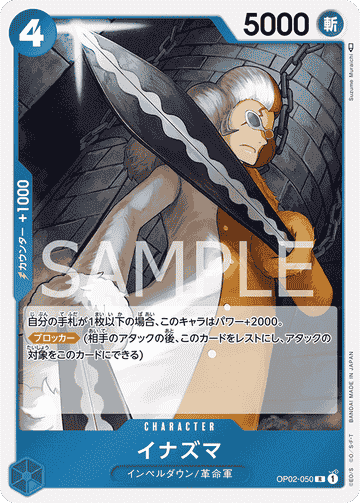 4
5000
斬
Suzume Muraichi
カウンター +1000
SAMPLE
自分の手札が1枚以下の場合、このキャラはパワー+2000。
ブロッカー (相手のアタックの後、このカードをレストにし、アタックの
対象をこのカードにできる)
CHARACTER
イナズマ
インペルダウン/革命軍
OP02-050 R 1
©E.O./S. ©O./S・F・T BANDAI MADE IN JAPAN